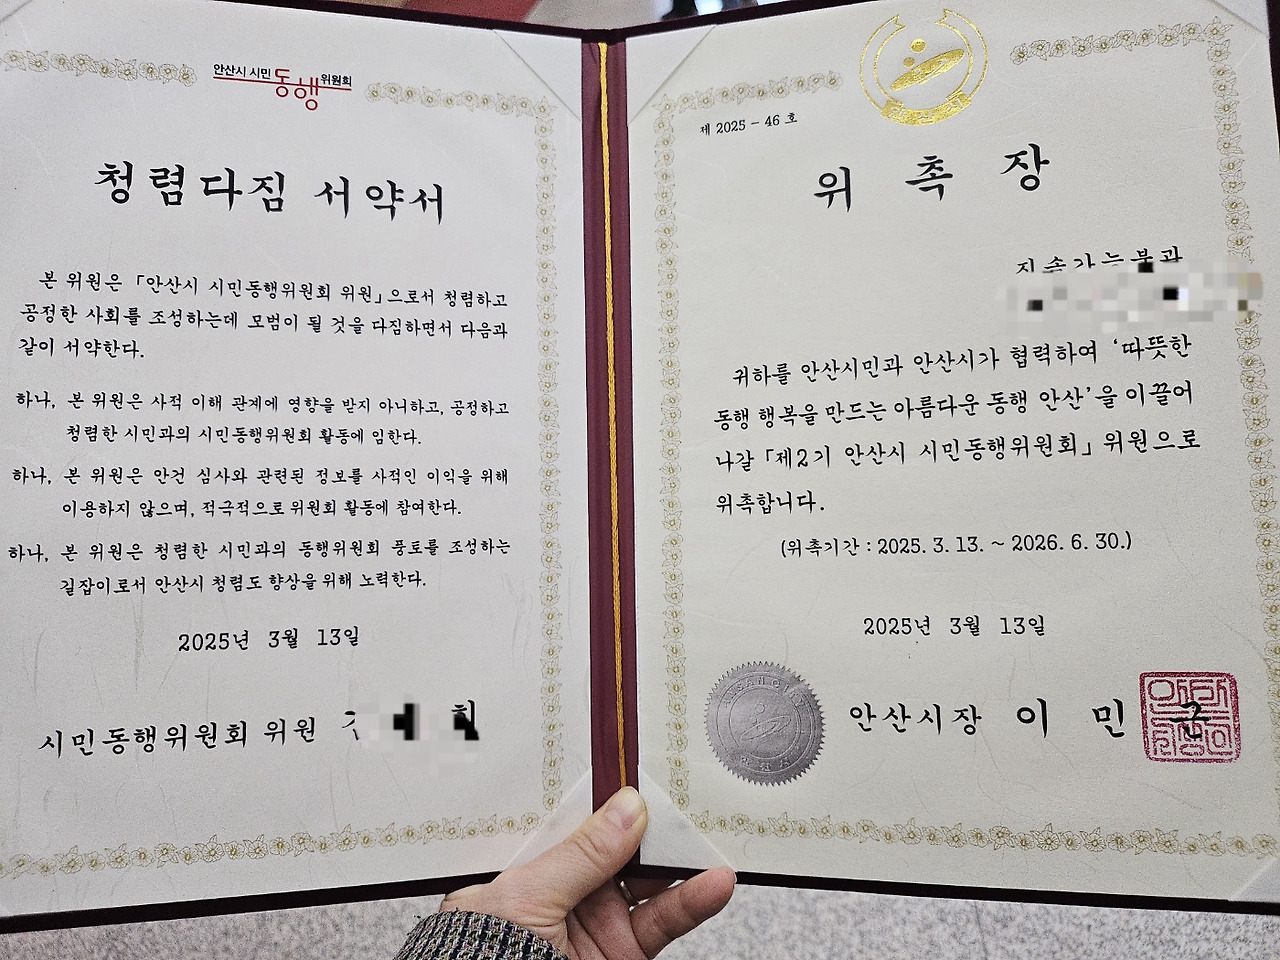 안산시 시민 동행 위원회
청렴다짐 서약서
본 위원은 「안산시 시민동행위원회 위원」으로서 청렴하고
공정한 사회를 조성하는데 모범이 될 것을 다짐하면서 다음과
같이 서약한다.
하나, 본 위원은 사적 이해 관계에 영향을 받지 아니하고, 공정하고
청렴한 시민과의 시민동행위원회 활동에 임한다.
하나, 본 위원은 안건 심사와 관련된 정보를 사적인 이익을 위해
이용하지 않으며, 적극적으로 위원회 활동에 참여한다.
하나, 본 위원은 청렴한 시민과의 동행위원회 풍토를 조성하는
길잡이로서 안산시 청렴도 향상을 위해 노력한다.
2025년 3월 13일
시민동행위원회 위원
제 2025 - 46 호
위 촉 장
지속가능분과
귀하를 안산시민과 안산시가 협력하여 '따뜻한
동행 행복을 만드는 아름다운 동행 안산'을 이끌어
나갈 「제2기 안산시 시민동행위원회」 위원으로
위촉합니다.
(위촉기간 : 2025. 3. 13. ~ 2026. 6. 30.)
2025년 3월 13일
안산시장 이 민 근